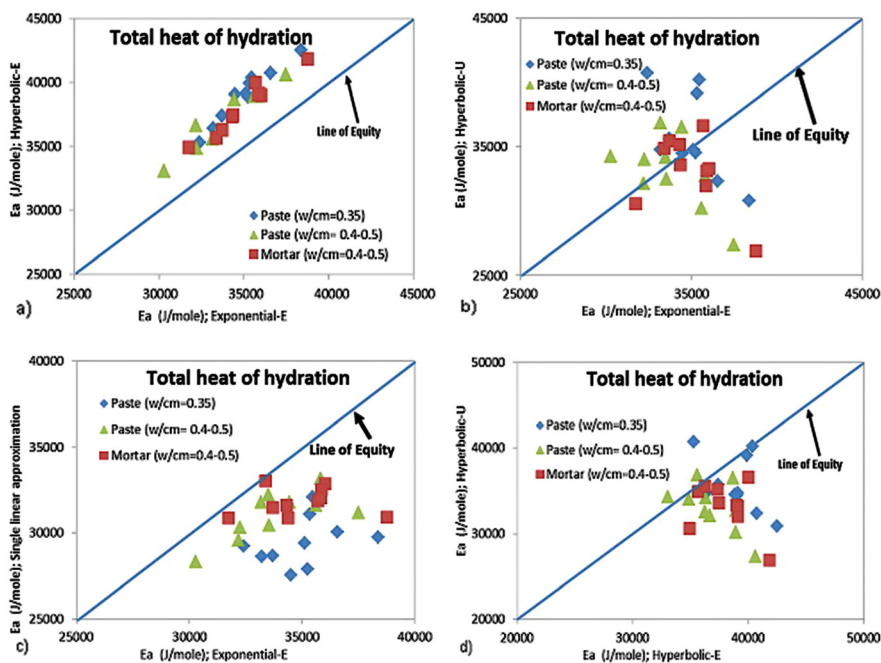 45000
40000
35000
30000
25000
Ea (J/mole); Hyperbolic-E
Total heat of hydration
Line of Equity
Paste (w/cm=0.35)
Paste (w/cm= 0.4-0.5)
Mortar (w/cm=0.4-0.5)
25000 30000 35000 40000 45000
a) Ea (J/mole); Exponential-E
45000
35000
25000
Ea (J/mole); Hyperbolic-U
Total heat of hydration
Paste (w/cm=0.35)
Paste (w/cm= 0.4-0.5)
Mortar (w/cm=0.4-0.5)
Line of Equity
25000 35000 45000
b) Ea (J/mole); Exponential-E
40000
35000
30000
25000
Ea (J/mole); Single linear approximation
Total heat of hydration
Paste (w/cm=0.35)
Paste (w/cm= 0.4-0.5)
Mortar (w/cm=0.4-0.5)
Line of Equity
25000 30000 35000 40000
c) Ea (J/mole); Exponential-E
50000
40000
30000
20000
Ea (J/mole); Hyperbolic-U
Total heat of hydration
Paste (w/cm=0.35)
Paste (w/cm= 0.4-0.5)
Mortar (w/cm=0.4-0.5)
Line of Equity
20000 30000 40000 50000
d) Ea (J/mole); Hyperbolic-E